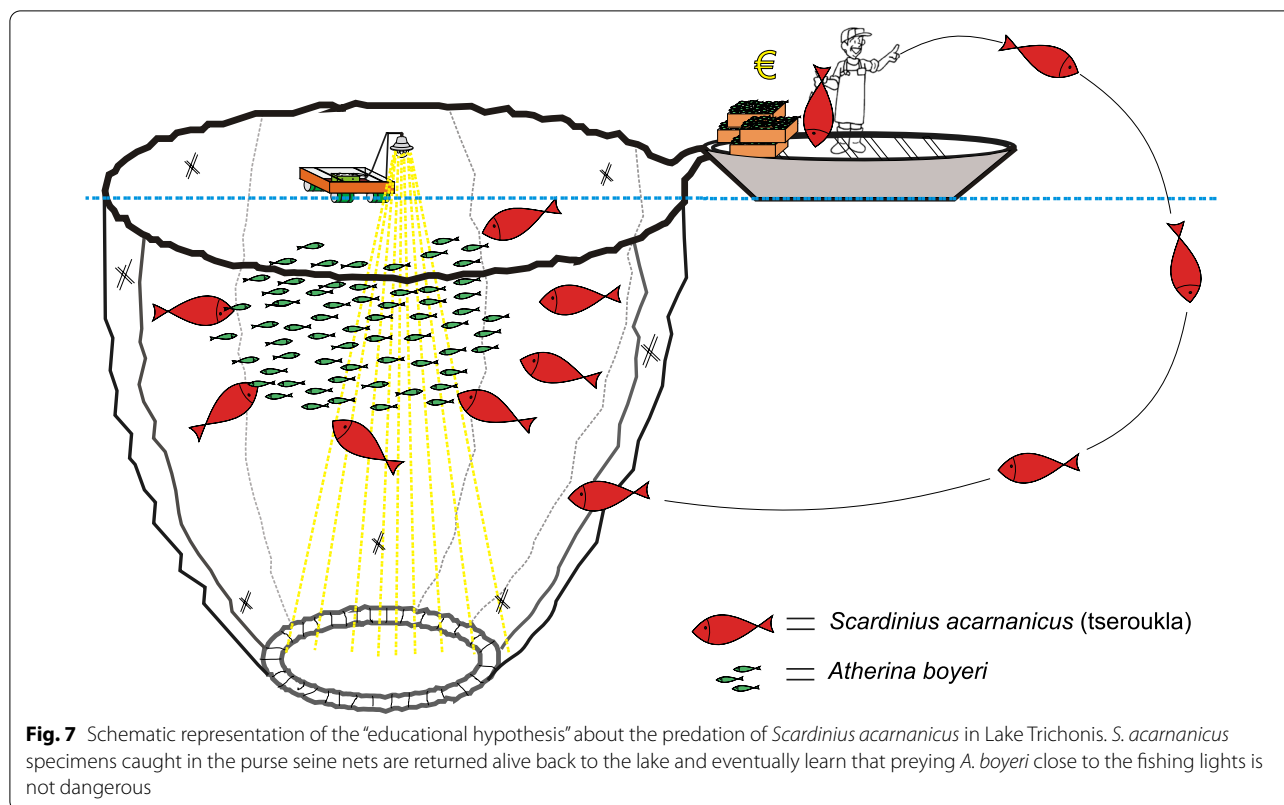 €
Scardinius acarnanicus (tseroukla)
Atherina boyeri
Fig. 7 Schematic representation of the “educational hypothesis” about the predation of Scardinius acarnanicus in Lake Trichonis. S. acarnanicus
specimens caught in the purse seine nets are returned alive back to the lake and eventually learn that preying A. boyeri close to the fishing lights is
not dangerous